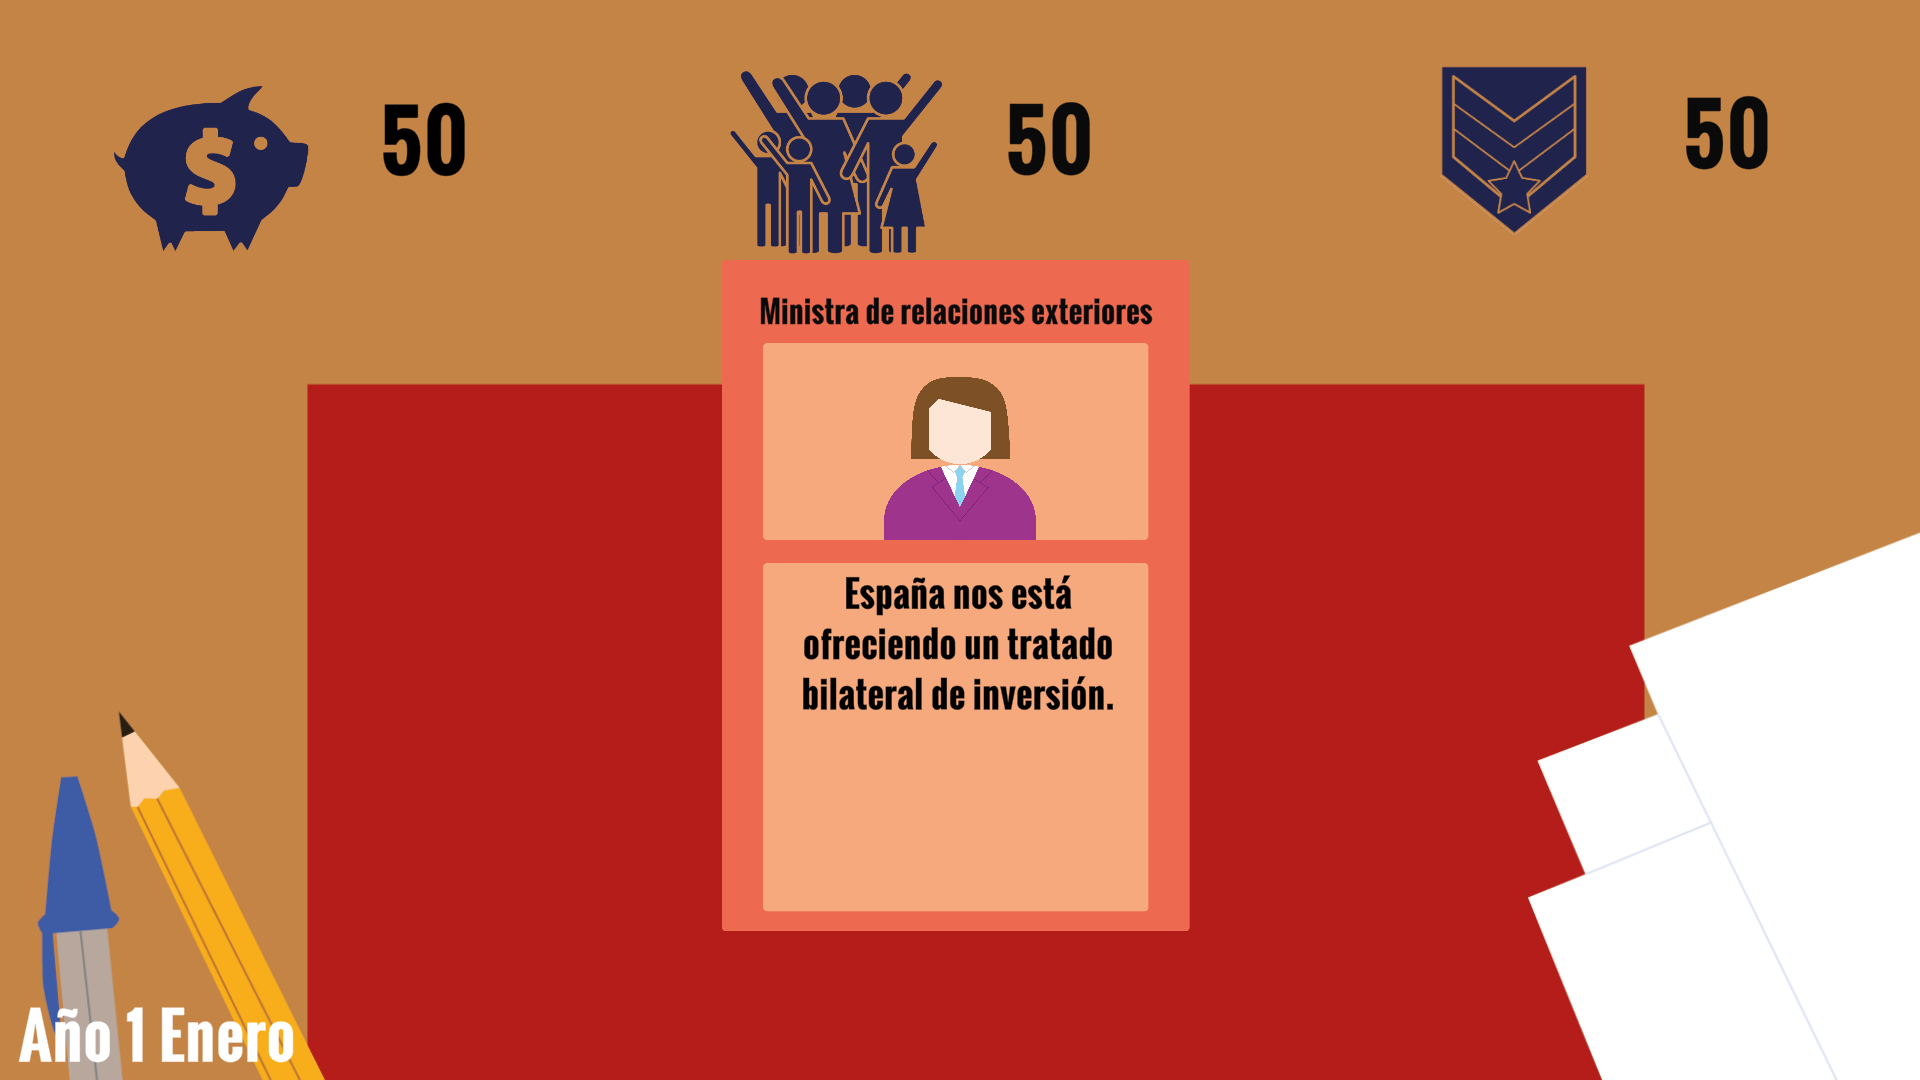 50
50
50
Ministra de relaciones exteriores
España nos está
ofreciendo un tratado
bilateral de inversión.
Año 1 Enero